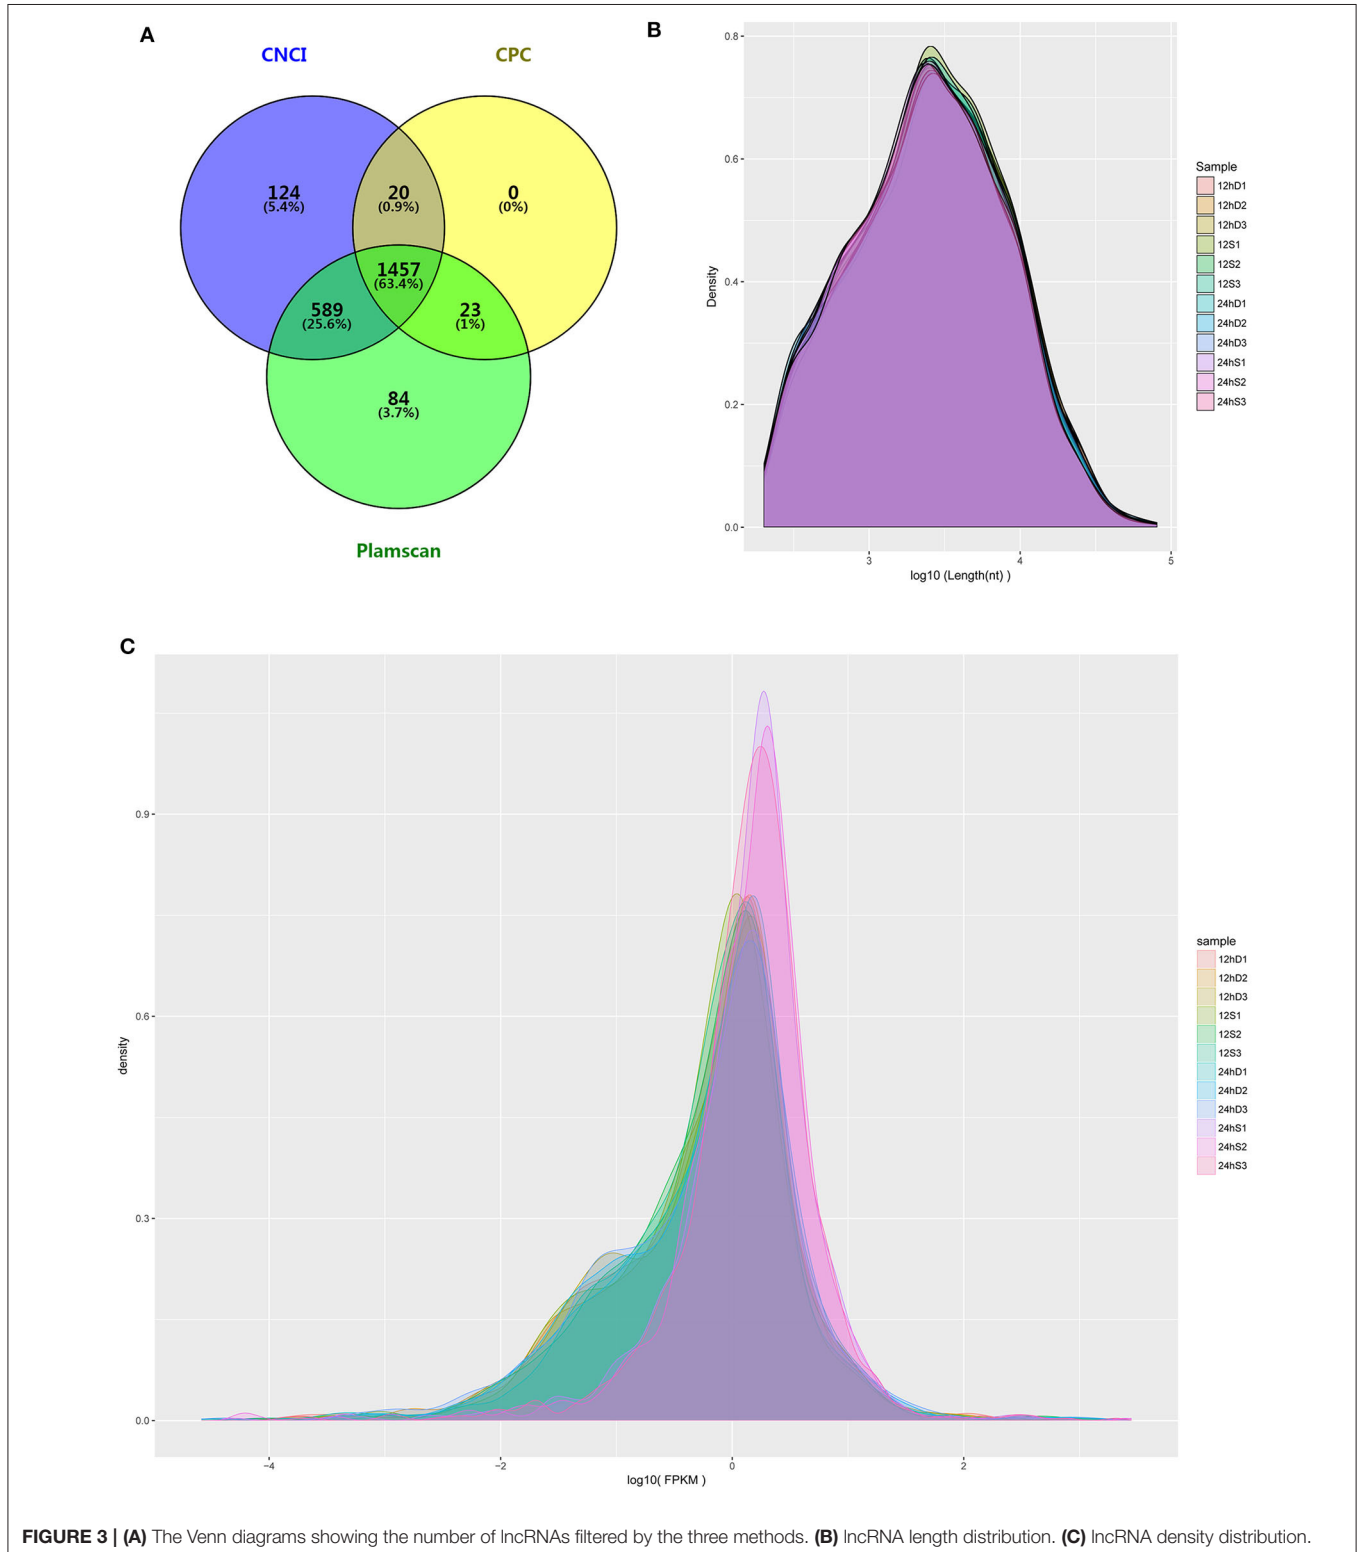 A
CNCI
CPC
124
(5.4%)
20
(0.9%)
0
(0%)
1457
(63.4%)
589
(25.6%)
23
(1%)
84
(3.7%)
Plamscan
B
0.8
0.6
0.4
0.2
0.0
Density
3
4
5
log10 (Length(nt) )
Sample
12hD1
12hD2
12hD3
12S1
12S2
12S3
24hD1
24hD2
24hD3
24hS1
24hS2
24hS3
C
0.9
0.6
0.3
0.0
density
−4
−2
0
2
log10( FPKM )
sample
12hD1
12hD2
12hD3
12S1
12S2
12S3
24hD1
24hD2
24hD3
24hS1
24hS2
24hS3
FIGURE 3 | (A) The Venn diagrams showing the number of lncRNAs filtered by the three methods. (B) lncRNA length distribution. (C) lncRNA density distribution.